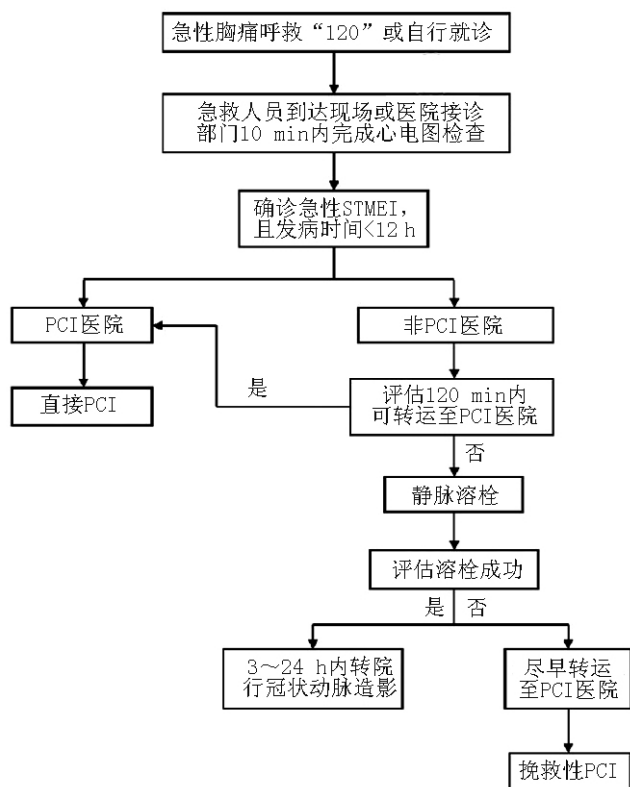 急性胸痛呼救“120”或自行就诊
急救人员到达现场或医院接诊
部门10 min内完成心电图检查
确诊急性STMEI，
且发病时间<12 h
PCI医院
非PCI医院
直接PCI
是
评估120 min内
可转运至PCI医院
否
静脉溶栓
评估溶栓成功
是
否
3～24 h内转院
行冠状动脉造影
尽早转运
至PCI医院
挽救性PCI